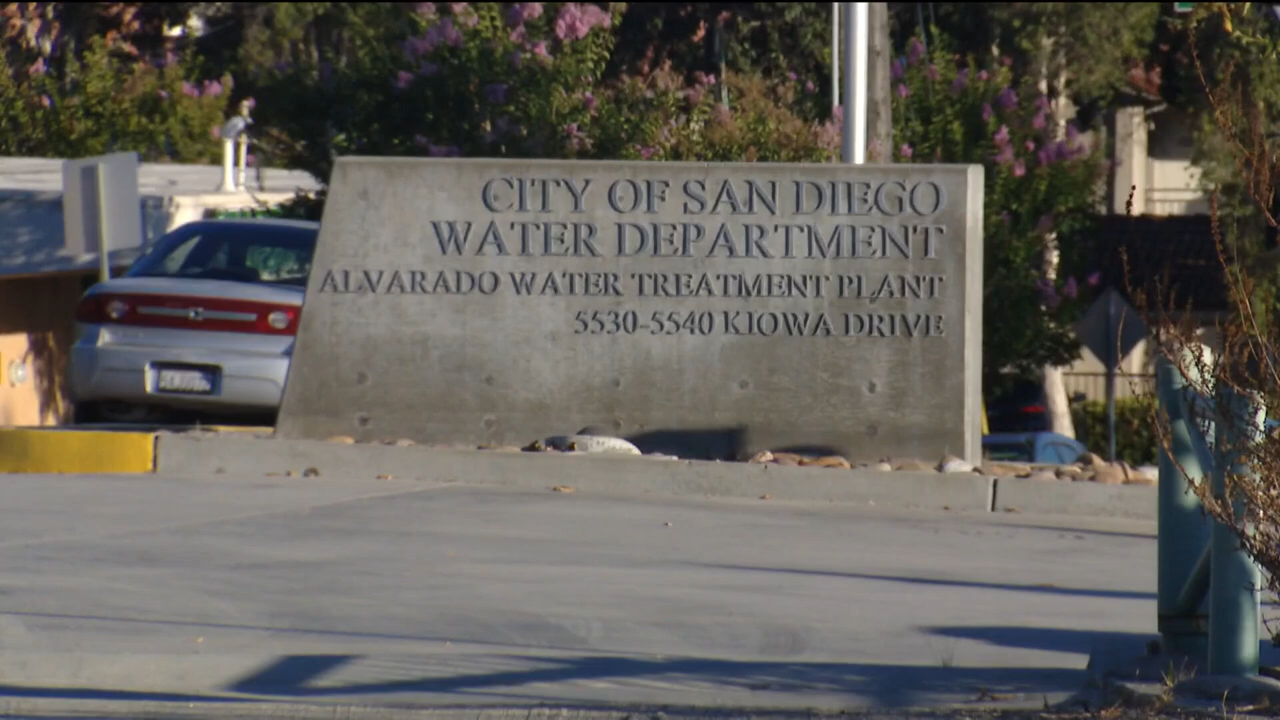 CITY OF SAN DIEGO
WATER DEPARTMENT
ALVARADO WATER TREATMENT PLANT
5530-5540 KIOWA DRIVE